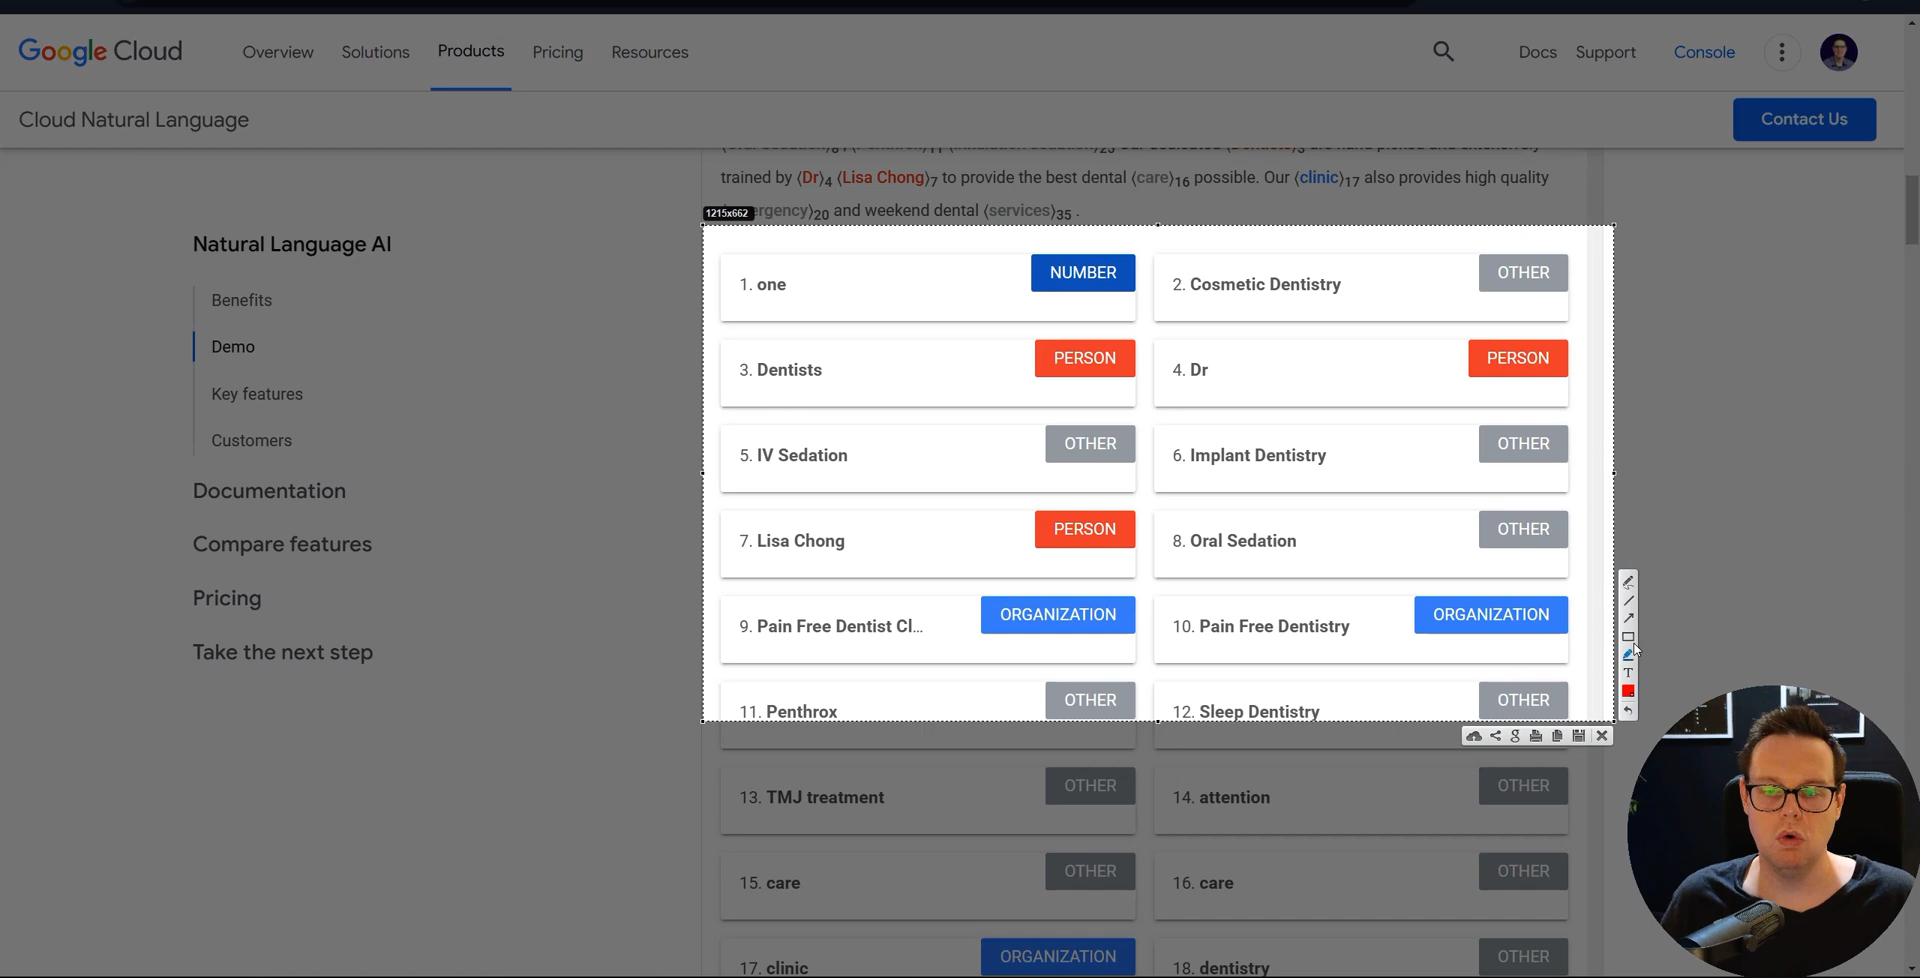 Google Cloud
Overview
Solutions
Products
Pricing
Resources
Docs
Support
Console
Cloud Natural Language
Contact Us
trained by ⟨Dr⟩4 ⟨Lisa Chong⟩7 to provide the best dental ⟨care⟩16 possible. Our ⟨clinic⟩17 also provides high quality
ergency⟩20 and weekend dental ⟨services⟩35 .
1215x662
Natural Language AI
Benefits
Demo
Key features
Customers
Documentation
Compare features
Pricing
Take the next step
1. one
NUMBER
2. Cosmetic Dentistry
OTHER
3. Dentists
PERSON
4. Dr
PERSON
5. IV Sedation
OTHER
6. Implant Dentistry
OTHER
7. Lisa Chong
PERSON
8. Oral Sedation
OTHER
9. Pain Free Dentist Cl...
ORGANIZATION
10. Pain Free Dentistry
ORGANIZATION
11. Penthrox
OTHER
12. Sleep Dentistry
OTHER
13. TMJ treatment
OTHER
14. attention
OTHER
15. care
OTHER
16. care
OTHER
17. clinic
ORGANIZATION
18. dentistry
OTHER